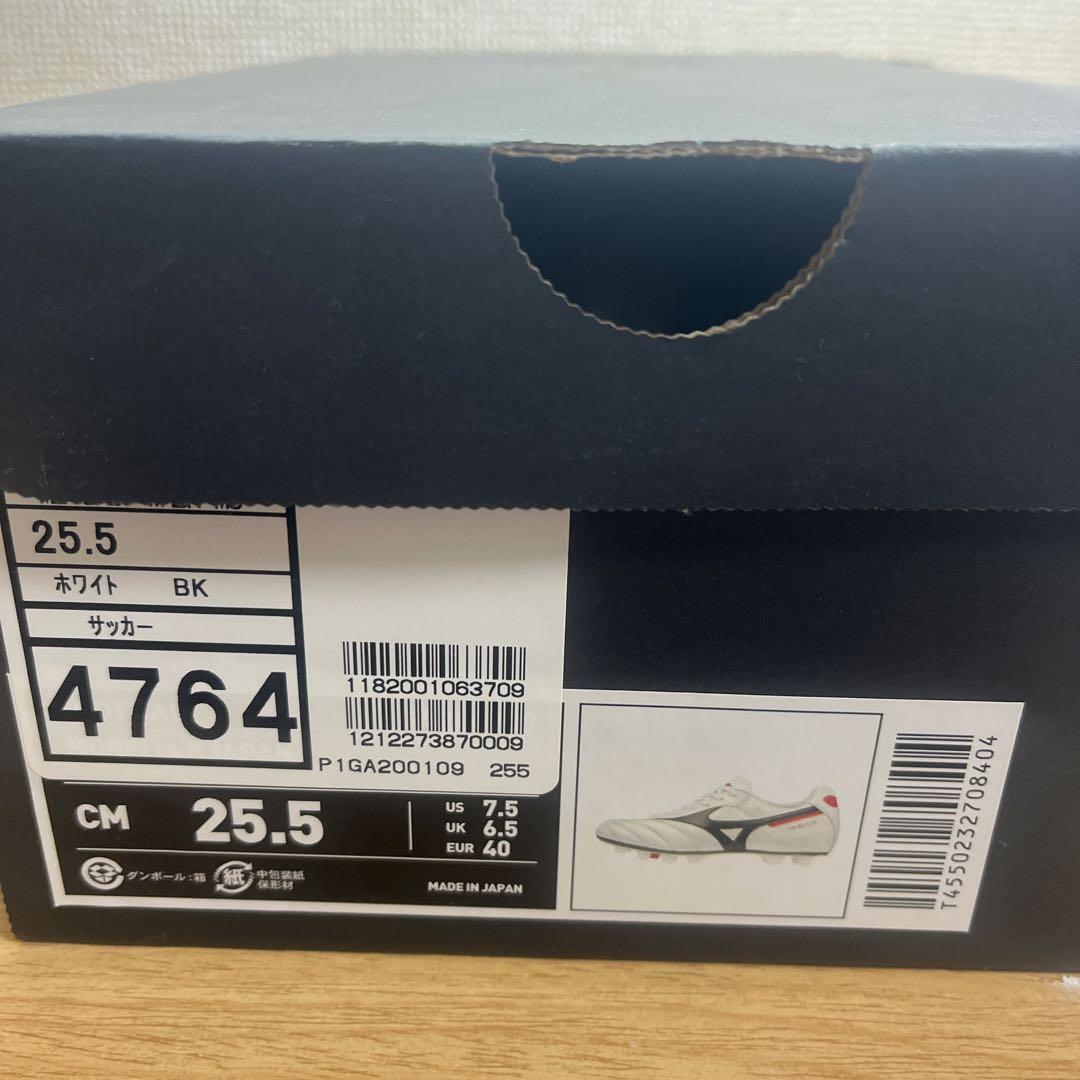 25.5
ホワイト BK
サッカー
4764
1182001063709
1212273870009
P1GA200109 255
CM 25.5
US 7.5
UK 6.5
EUR 40
ダンボール:箱
紙 中包装紙
保形材
MADE IN JAPAN
T4550232708404